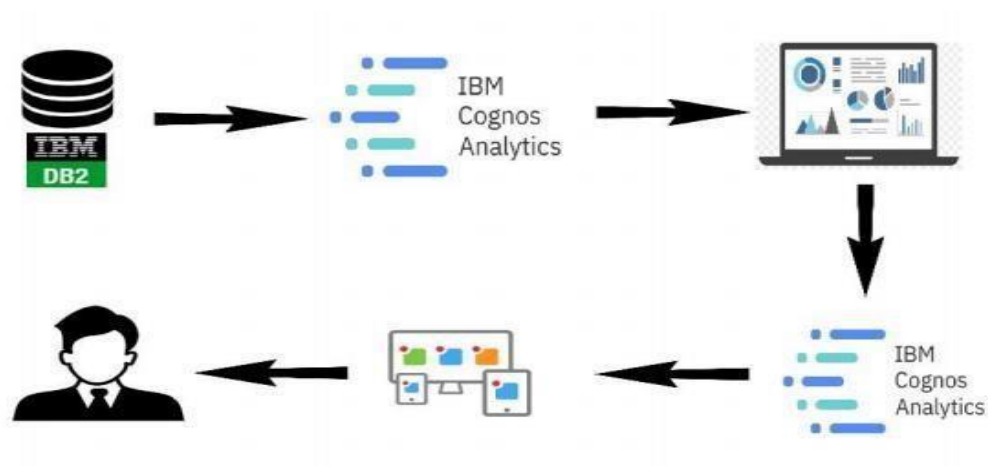 IBM
DB2
IBM
Cognos
Analytics
IBM
Cognos
Analytics